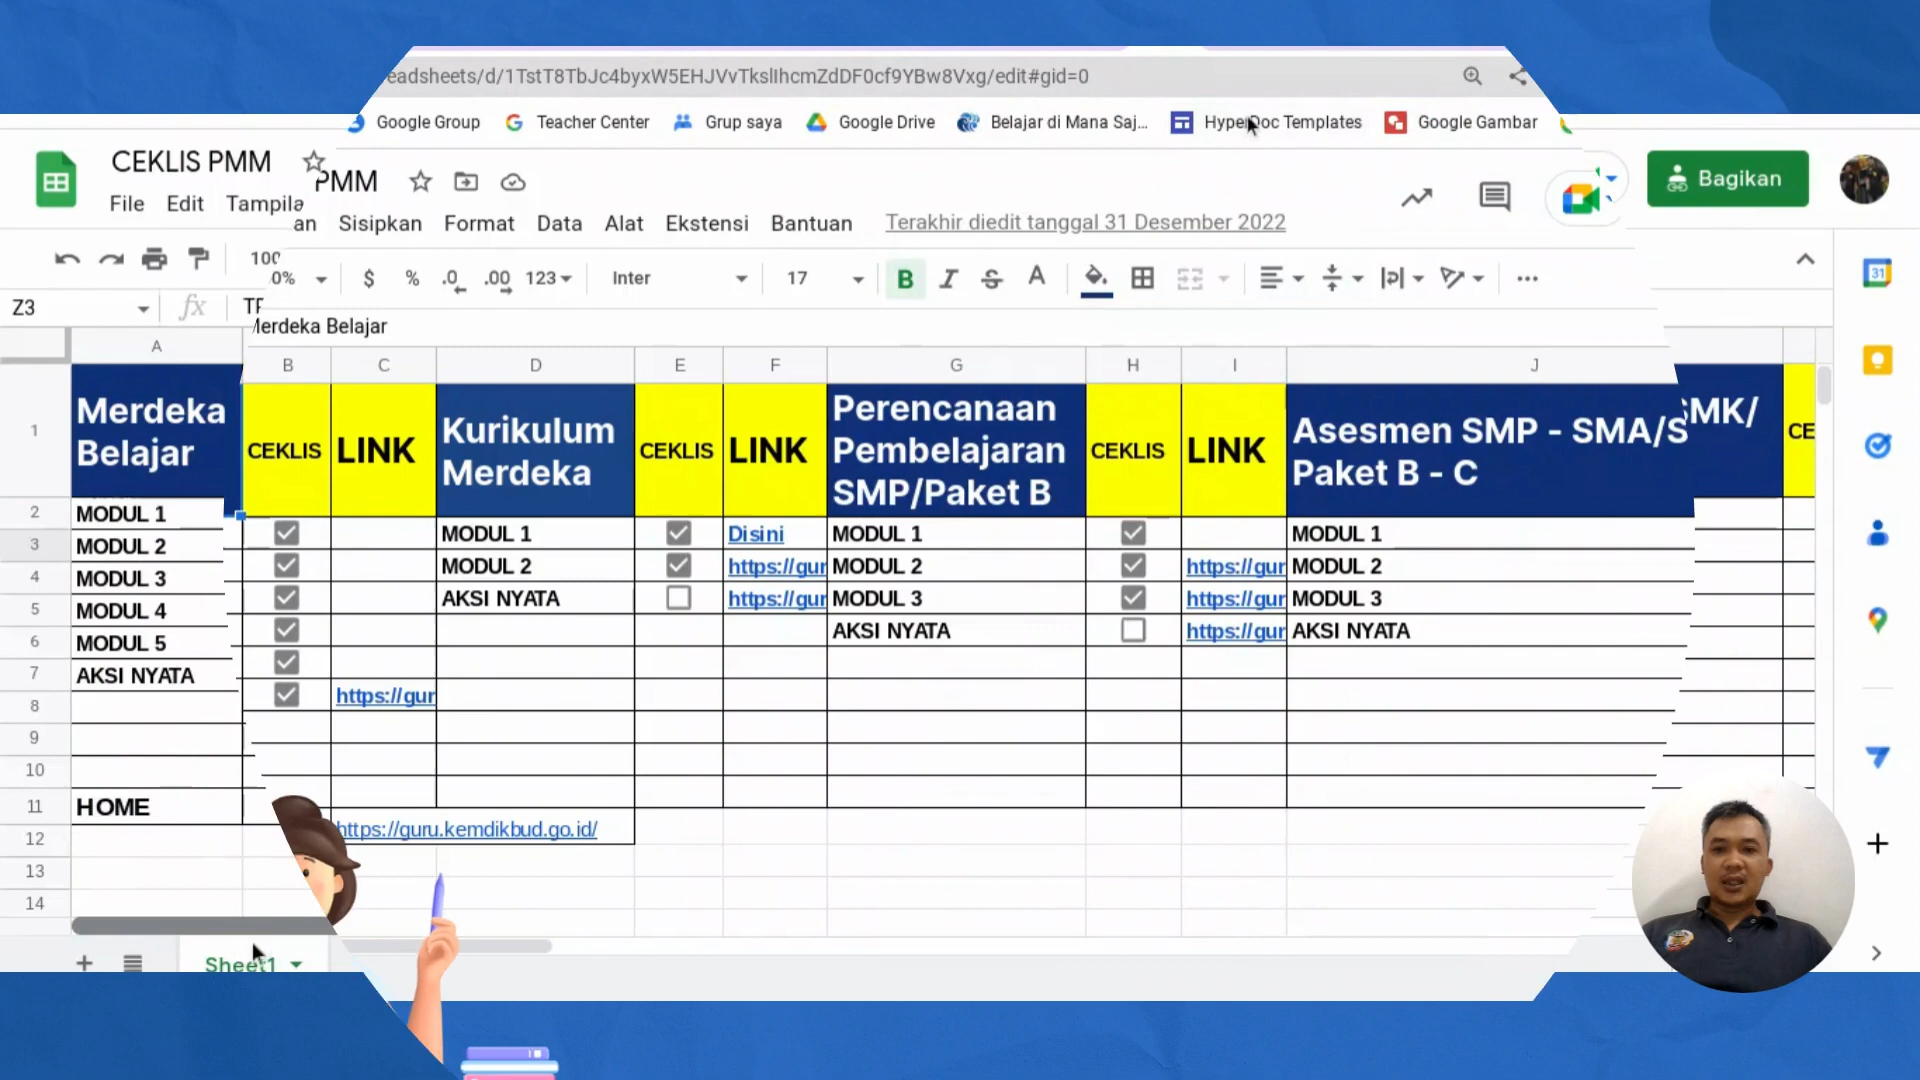 eadsheets/d/1TstT8TbJc4byxW5EHJVvTkslIhcmZdDF0cf9YBw8Vxg/edit#gid=0
Google Group Teacher Center Grup saya Google Drive Belajar di Mana Saj... HyperDoc Templates Google Gambar
CEKLIS PMM PMM Bagikan
File Edit Tampila an Sisipkan Format Data Alat Ekstensi Bantuan Terakhir diedit tanggal 31 Desember 2022
100 0% $ % .0 .00 123 Inter 17 B I S A ...
Z3 fx
Merdeka Belajar
A B C D E F G H I J
1 Merdeka Belajar CEKLIS LINK Kurikulum Merdeka CEKLIS LINK Perencanaan Pembelajaran SMP/Paket B CEKLIS LINK Asesmen SMP - SMA/S SMK/ Paket B - C CE
2 MODUL 1 MODUL 1 Disini MODUL 1 MODUL 1
3 MODUL 2 MODUL 2 https://gur MODUL 2 https://gur MODUL 2
4 MODUL 3 AKSI NYATA https://gur MODUL 3 https://gur MODUL 3
5 MODUL 4 AKSI NYATA https://gur AKSI NYATA
6 MODUL 5
7 AKSI NYATA https://gur
8
9
10
11 HOME https://guru.kemdikbud.go.id/
12
13
14
Sheet1
31